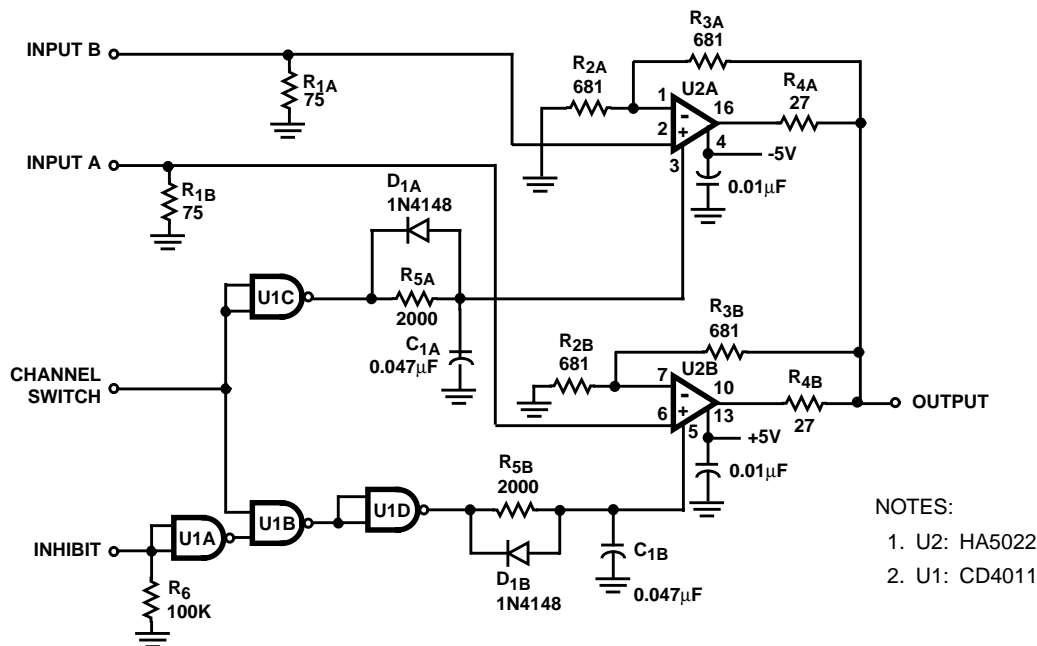 INPUT B
R1A
75
R2A
681
R3A
681
U2A
R4A
27
1
2
3
16
4
-
+
-5V
0.01μF
INPUT A
R1B
75
D1A
1N4148
U1C
R5A
2000
C1A
0.047μF
CHANNEL
SWITCH
R2B
681
R3B
681
U2B
7
6
5
10
13
-
+
R4B
27
OUTPUT
+5V
0.01μF
R5B
2000
U1A
U1B
U1D
INHIBIT
R6
100K
D1B
1N4148
C1B
0.047μF
NOTES:
1. U2: HA5022
2. U1: CD4011